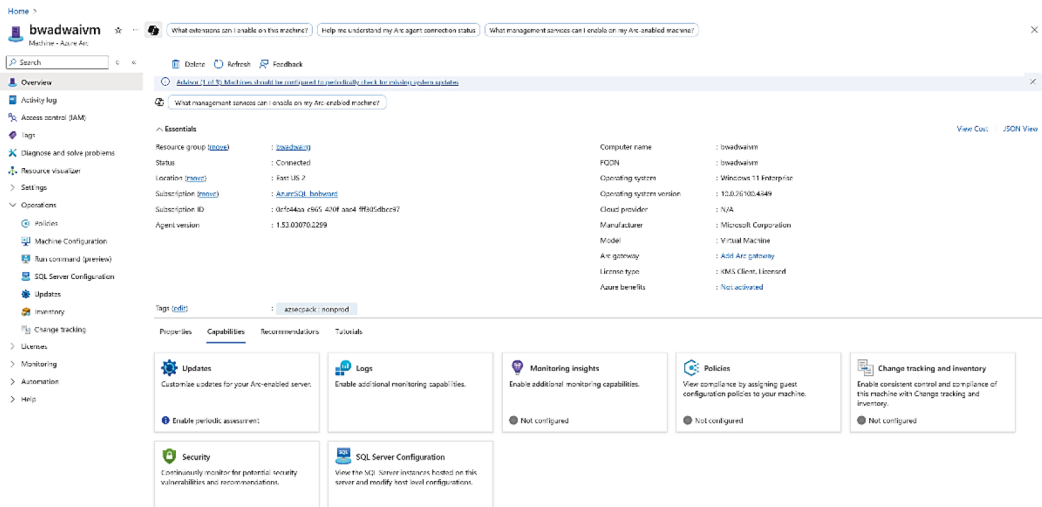 Home >
bwadwaivm
Machine - Azure Arc
What extensions can I enable on this machine?
Help me understand my Arc agent connection status
What management services can I enable on my Arc-enabled machine?
Search
Delete
Refresh
Feedback
Overview
Activity log
Access control (IAM)
Tags
Diagnose and solve problems
Resource visualizer
Settings
Operations
Policies
Machine Configuration
Run command (preview)
SQL Server Configuration
Updates
Inventory
Change tracking
Licenses
Monitoring
Automation
Help
Advisor (1 of 3) Machines should be configured to periodically check for missing system updates
What management services can I enable on my Arc-enabled machine?
Essentials
View Cost
JSON View
Resource group (move) : bwadwairg
Status : Connected
Location (move) : East US 2
Subscription (move) : AzureSQL_bobward
Subscription ID
Agent version : 1.53.03070.2299
Computer name : bwadwaivm
FQDN : bwadwaivm
Operating system : Windows 11 Enterprise
Operating system version : 10.0.26100.4349
Cloud provider : N/A
Manufacturer : Microsoft Corporation
Model : Virtual Machine
Arc gateway : Add Arc gateway
License type : KMS Client, Licensed
Azure benefits : Not activated
Tags (edit) : azsecpack : nonprod
Properties
Capabilities
Recommendations
Tutorials
Updates
Customize updates for your Arc-enabled server.
Enable periodic assessment
Logs
Enable additional monitoring capabilities.
Monitoring insights
Enable additional monitoring capabilities.
Not configured
Policies
View compliance by assigning guest
configuration policies to your machine.
Not configured
Change tracking and inventory
Enable consistent control and compliance of
this machine with Change tracking and
inventory.
Not configured
Security
Continuously monitor for potential security
vulnerabilities and recommendations.
SQL Server Configuration
View the SQL Server instances hosted on this
server and modify host level configurations.